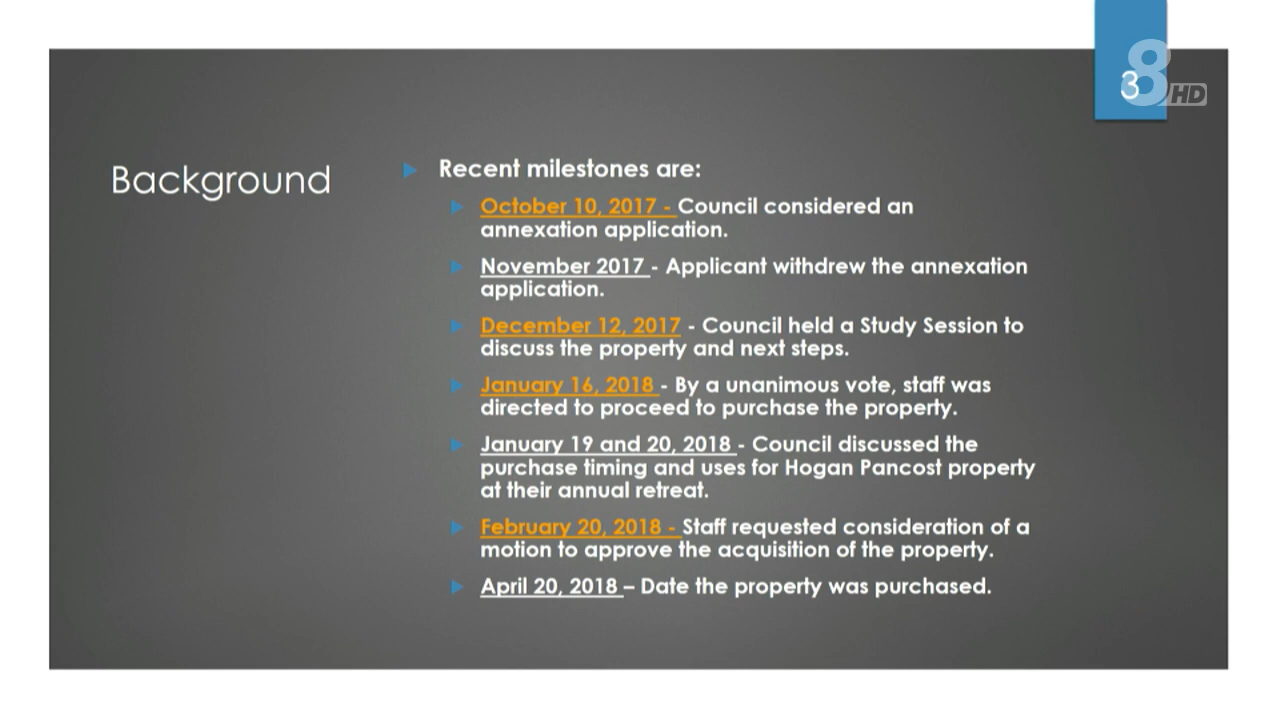 3
8
HD
Background
Recent milestones are:
October 10, 2017 - Council considered an
annexation application.
November 2017 - Applicant withdrew the annexation
application.
December 12, 2017 - Council held a Study Session to
discuss the property and next steps.
January 16, 2018 - By a unanimous vote, staff was
directed to proceed to purchase the property.
January 19 and 20, 2018 - Council discussed the
purchase timing and uses for Hogan Pancost property
at their annual retreat.
February 20, 2018 - Staff requested consideration of a
motion to approve the acquisition of the property.
April 20, 2018 – Date the property was purchased.